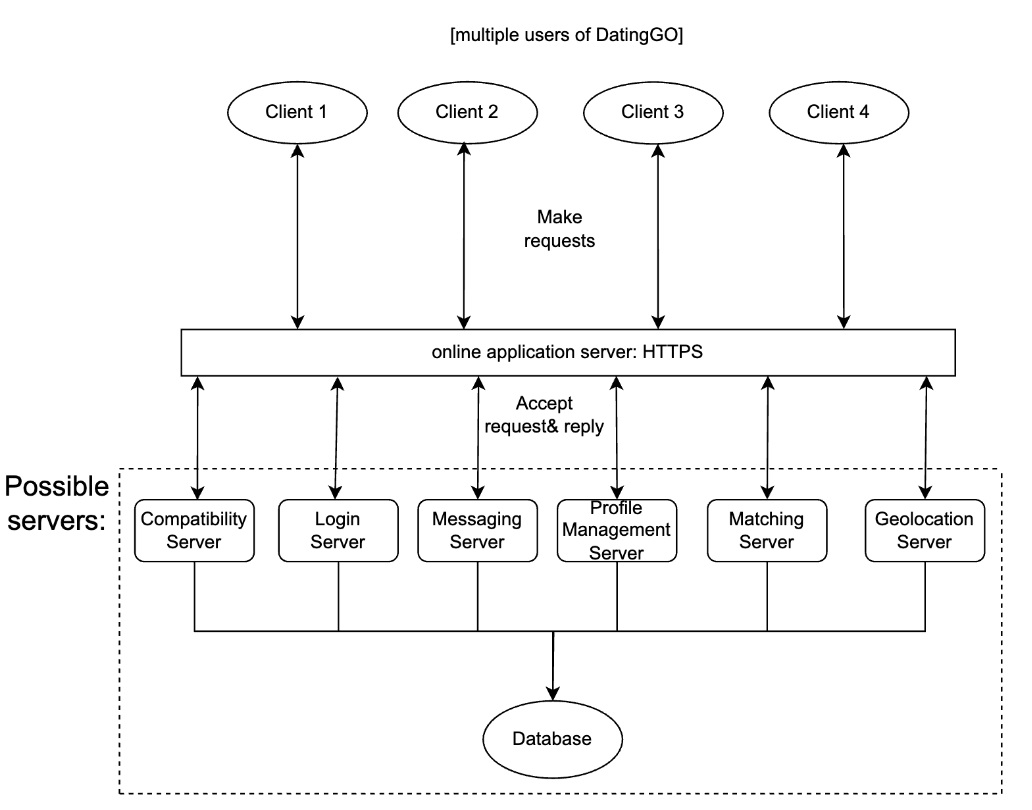 [multiple users of DatingGO]
Client 1
Client 2
Client 3
Client 4
Make
requests
online application server: HTTPS
Accept
request& reply
Possible
servers:
Compatibility
Server
Login
Server
Messaging
Server
Profile
Management
Server
Matching
Server
Geolocation
Server
Database